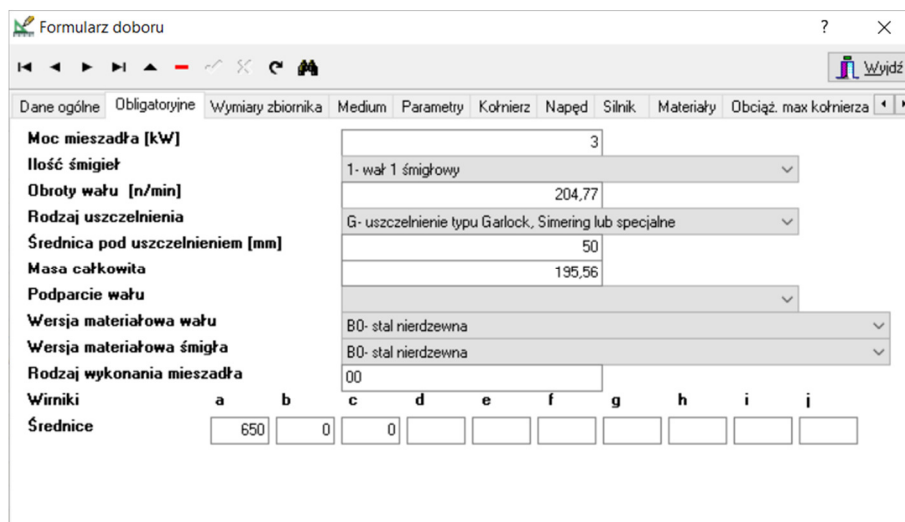 Formularz doboru ? ×
Wyjdź
Dane ogólne Obligatoryjne Wymiary zbiornika Medium Parametry Kołnierz Napęd Silnik Materiały Obciąż. max kołnierza
Moc mieszadła [kW] 3
Ilość śmigieł 1- wał 1 śmigłowy
Obroty wału [n/min] 204,77
Rodzaj uszczelnienia G- uszczelnienie typu Garlock, Simering lub specjalne
Średnica pod uszczelnieniem [mm] 50
Masa całkowita 195,56
Podparcie wału
Wersja materiałowa wału B0- stal nierdzewna
Wersja materiałowa śmigła B0- stal nierdzewna
Rodzaj wykonania mieszadła 00
Wirniki a b c d e f g h i j
Średnice 650 0 0